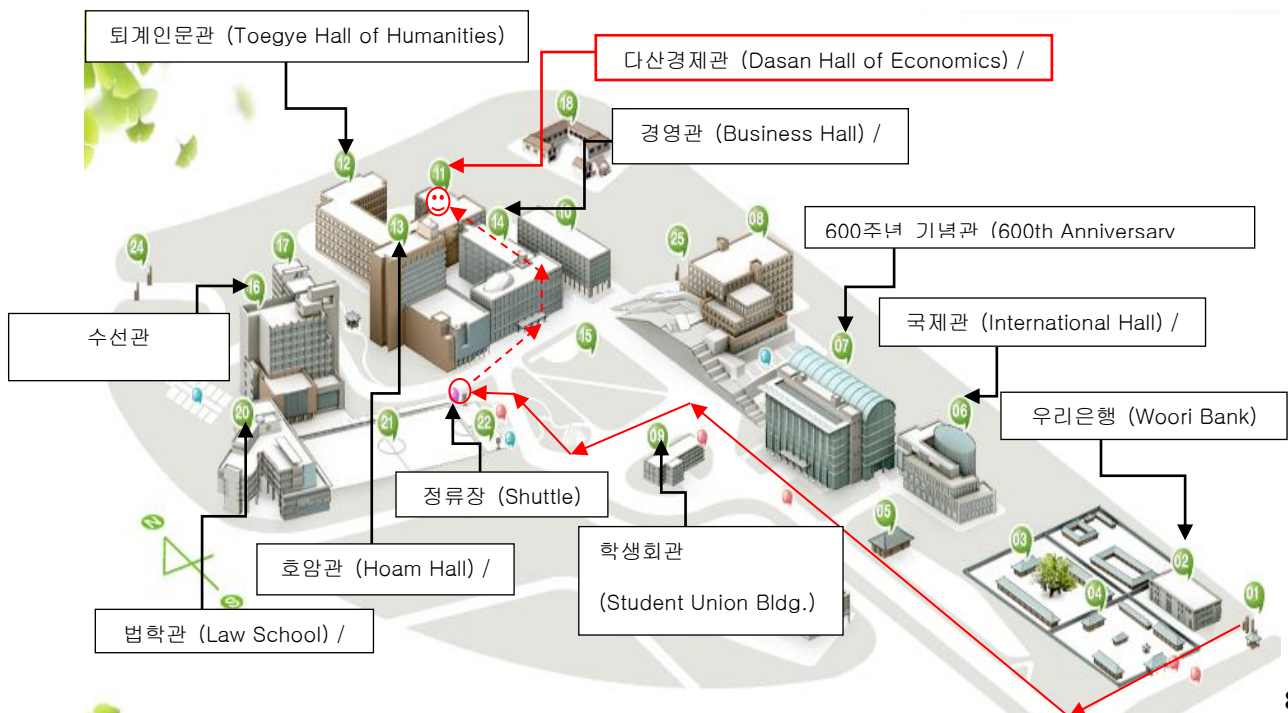 퇴계인문관 (Toegye Hall of Humanities)
다산경제관 (Dasan Hall of Economics) /
18
경영관 (Business Hall) /
12
11
13
14
10
600주년 기념관 (600th Anniversary
25
08
24
17
16
수선관
국제관 (International Hall) /
15
07
우리은행 (Woori Bank)
06
20
21
22
09
정류장 (Shuttle)
05
03
02
04
01
학생회관
(Student Union Bldg.)
N
호암관 (Hoam Hall) /
법학관 (Law School) /